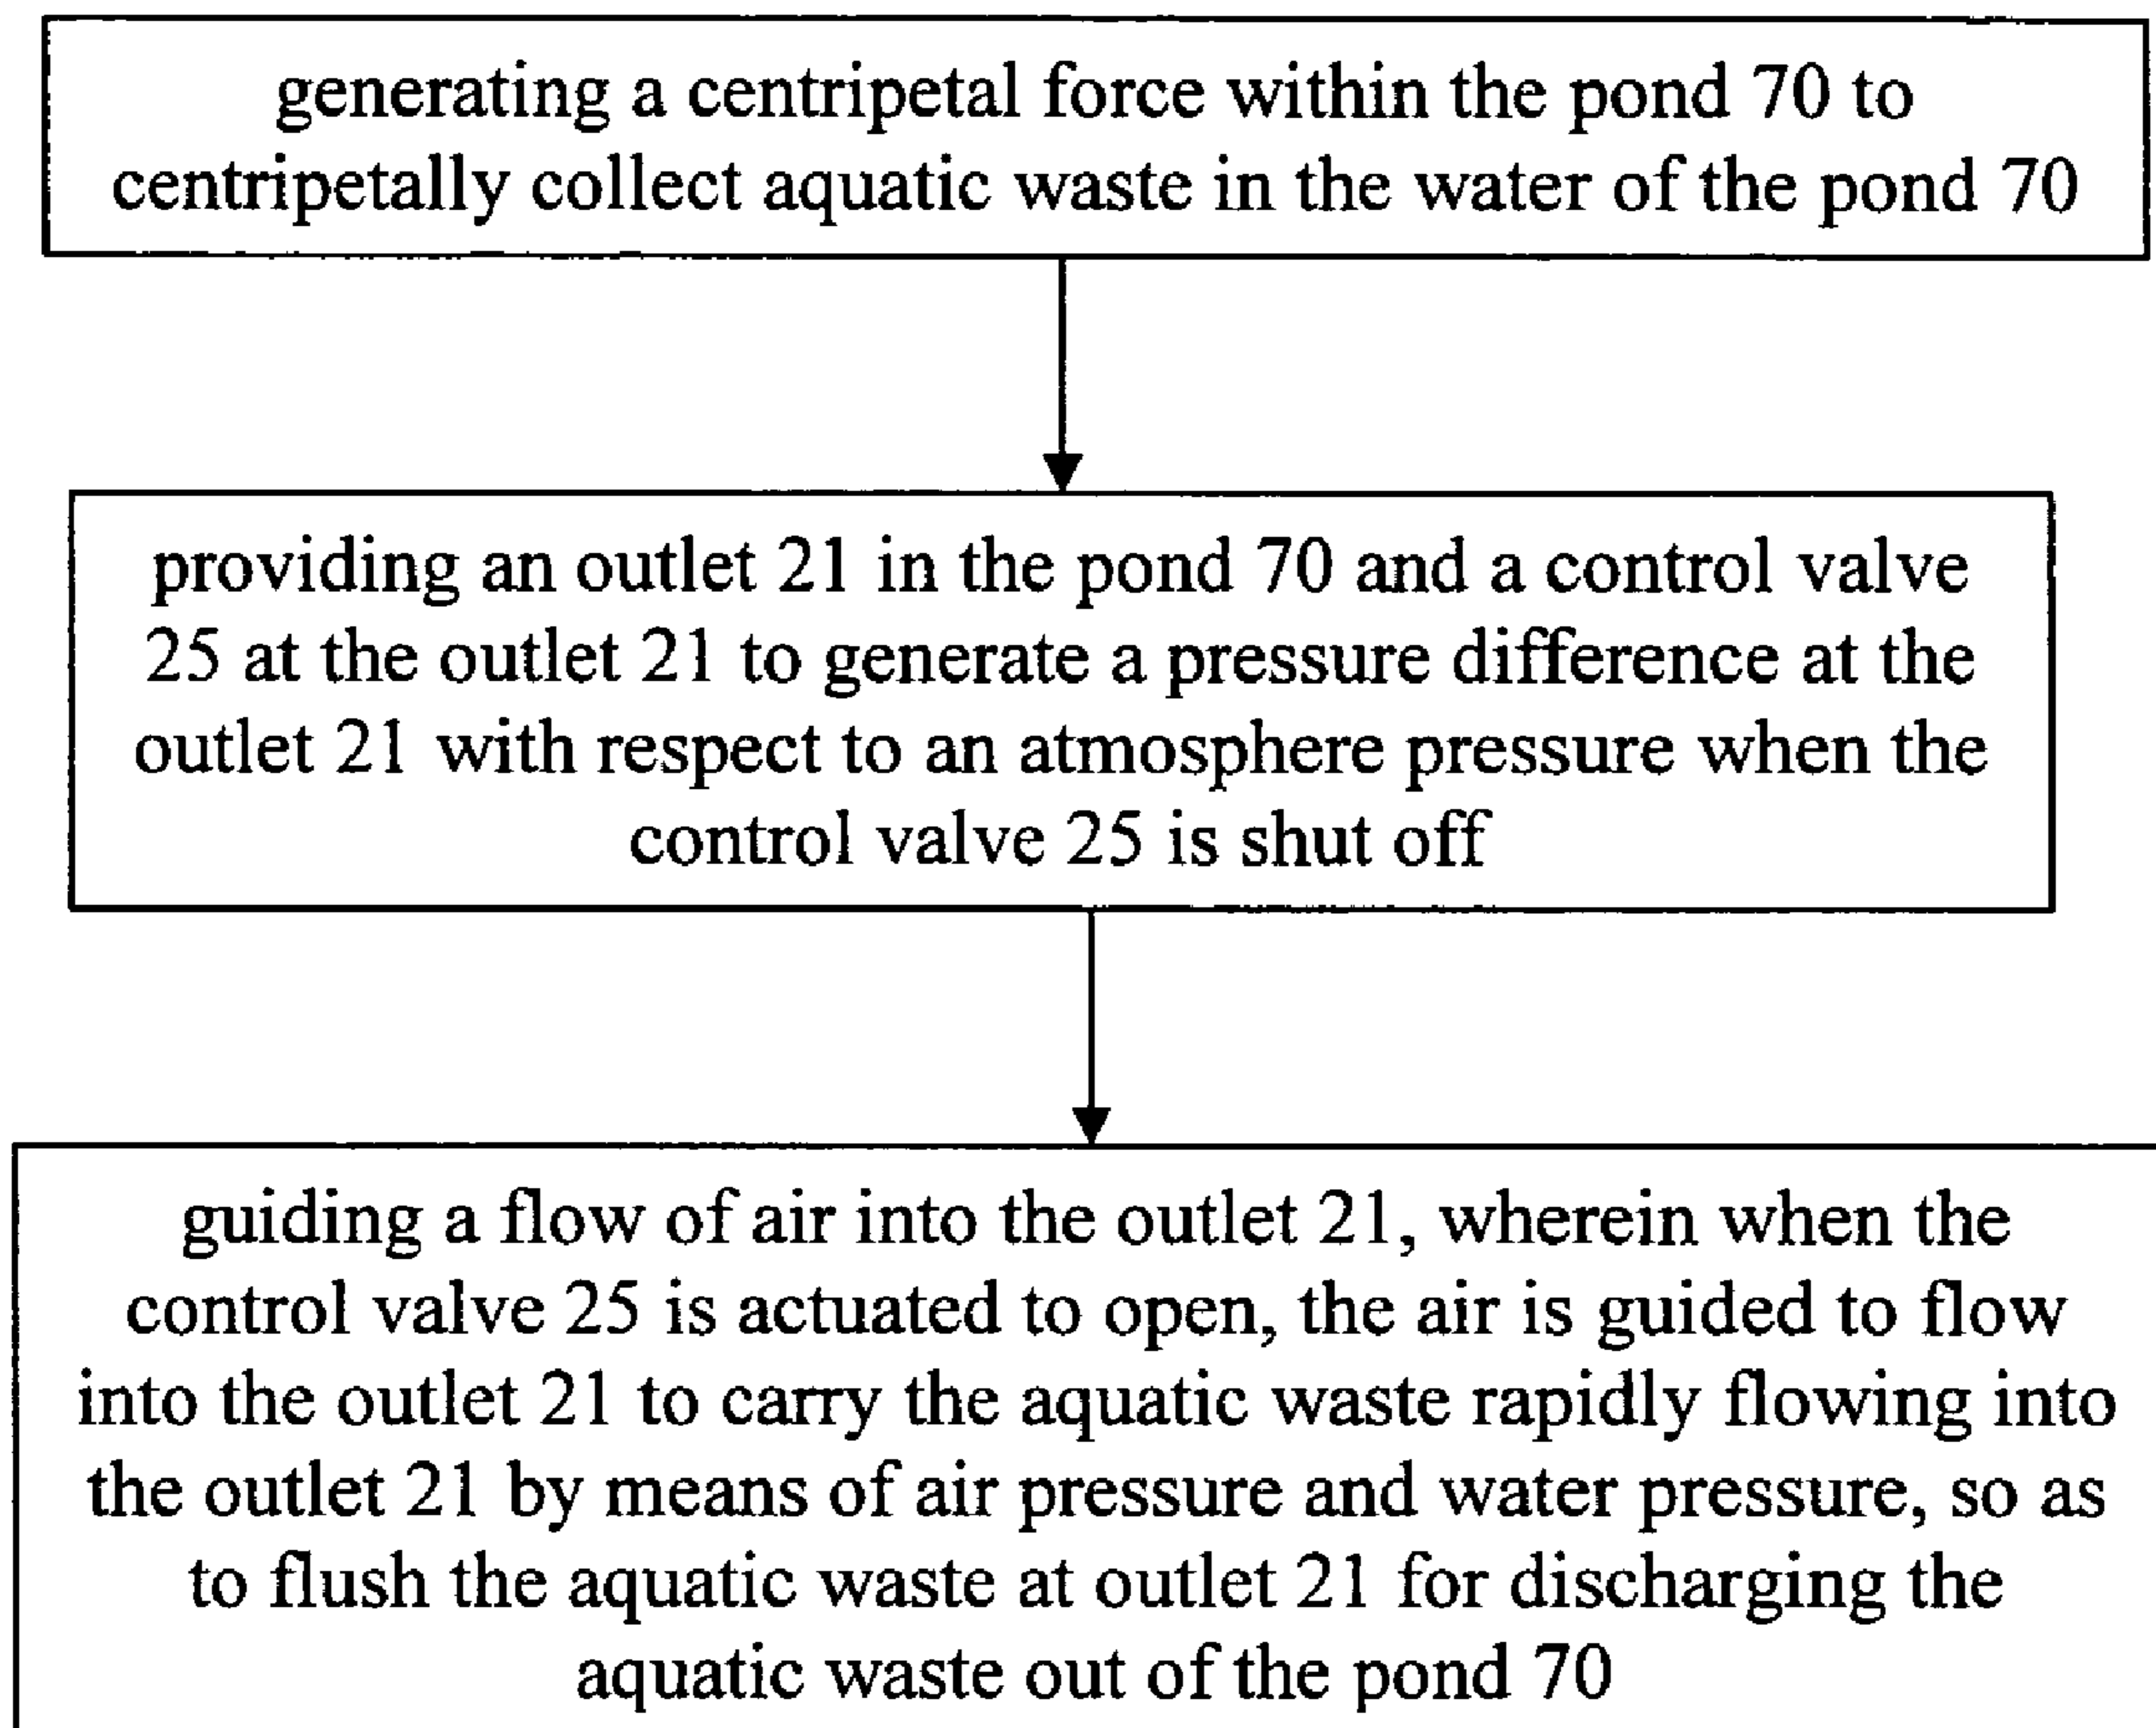 generating a centripetal force within the pond 70 to
centripetally collect aquatic waste in the water of the pond 70
providing an outlet 21 in the pond 70 and a control valve
25 at the outlet 21 to generate a pressure difference at the
outlet 21 with respect to an atmosphere pressure when the
control valve 25 is shut off
guiding a flow of air into the outlet 21, wherein when the
control valve 25 is actuated to open, the air is guided to flow
into the outlet 21 to carry the aquatic waste rapidly flowing into
the outlet 21 by means of air pressure and water pressure, so as
to flush the aquatic waste at outlet 21 for discharging the
aquatic waste out of the pond 70